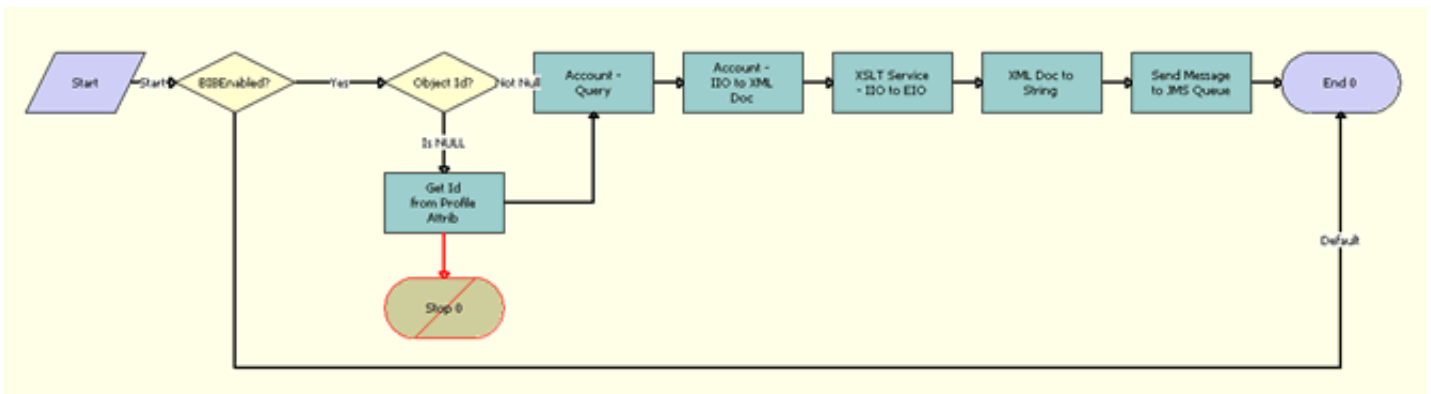 Start
Start
EIBEnabled?
Yes
Object Id?
Not Null
Account -
Query
Account -
IIO to XML
Doc
XSLT Service
- IIO to EIO
XML Doc to
String
Send Message
to JMS Queue
End 0
Is NULL
Get Id
from Profile
Attrib
Default
Stop 0